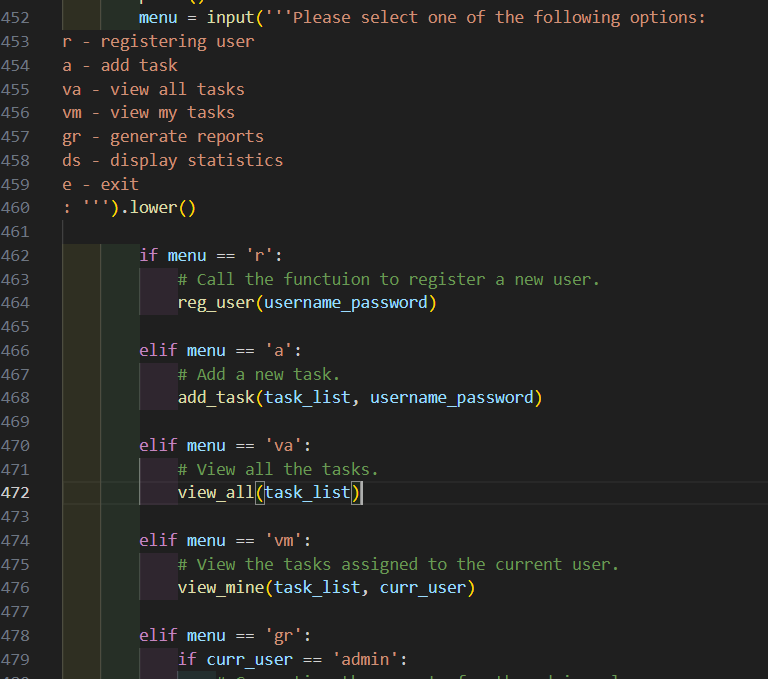 452 menu = input('''Please select one of the following options:
453 r - registering user
454 a - add task
455 va - view all tasks
456 vm - view my tasks
457 gr - generate reports
458 ds - display statistics
459 e - exit
460 : ''').lower()
461
462 if menu == 'r':
463 # Call the functuion to register a new user.
464 reg_user(username_password)
465
466 elif menu == 'a':
467 # Add a new task.
468 add_task(task_list, username_password)
469
470 elif menu == 'va':
471 # View all the tasks.
472 view_all(task_list)
473
474 elif menu == 'vm':
475 # View the tasks assigned to the current user.
476 view_mine(task_list, curr_user)
477
478 elif menu == 'gr':
479 if curr_user == 'admin':